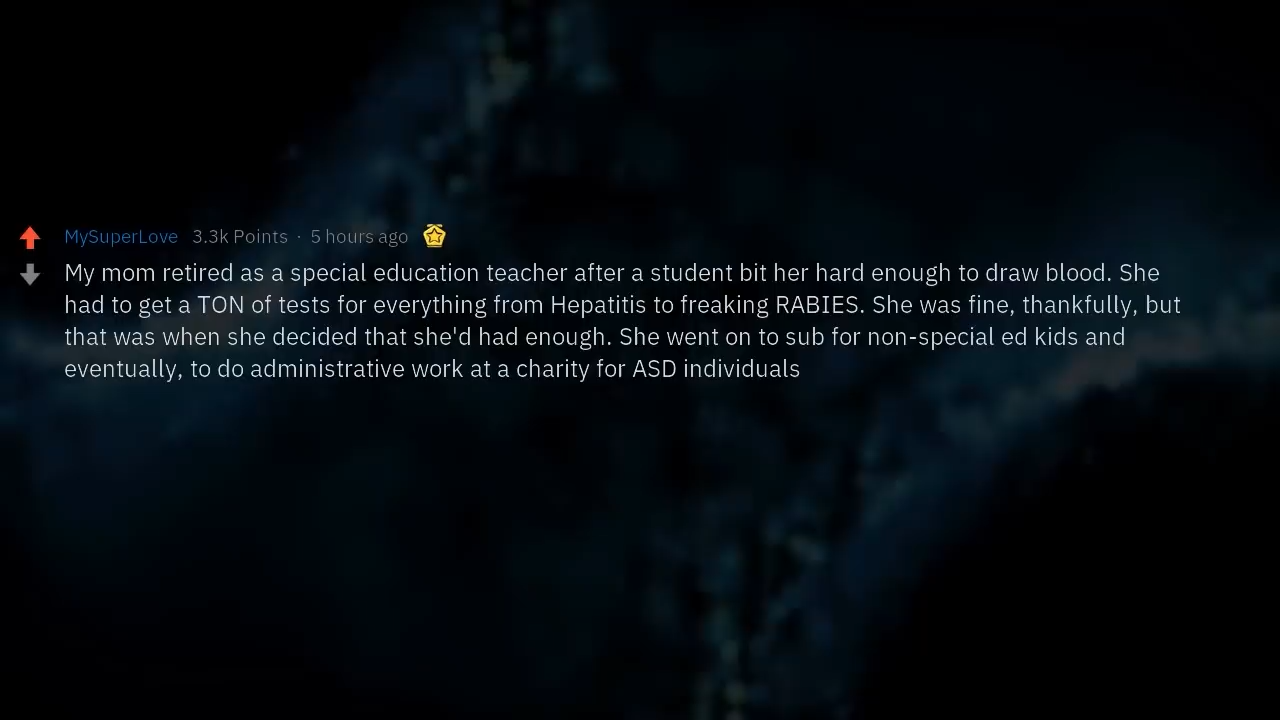 MySuperLove 3.3k Points · 5 hours ago
My mom retired as a special education teacher after a student bit her hard enough to draw blood. She
had to get a TON of tests for everything from Hepatitis to freaking RABIES. She was fine, thankfully, but
that was when she decided that she'd had enough. She went on to sub for non-special ed kids and
eventually, to do administrative work at a charity for ASD individuals